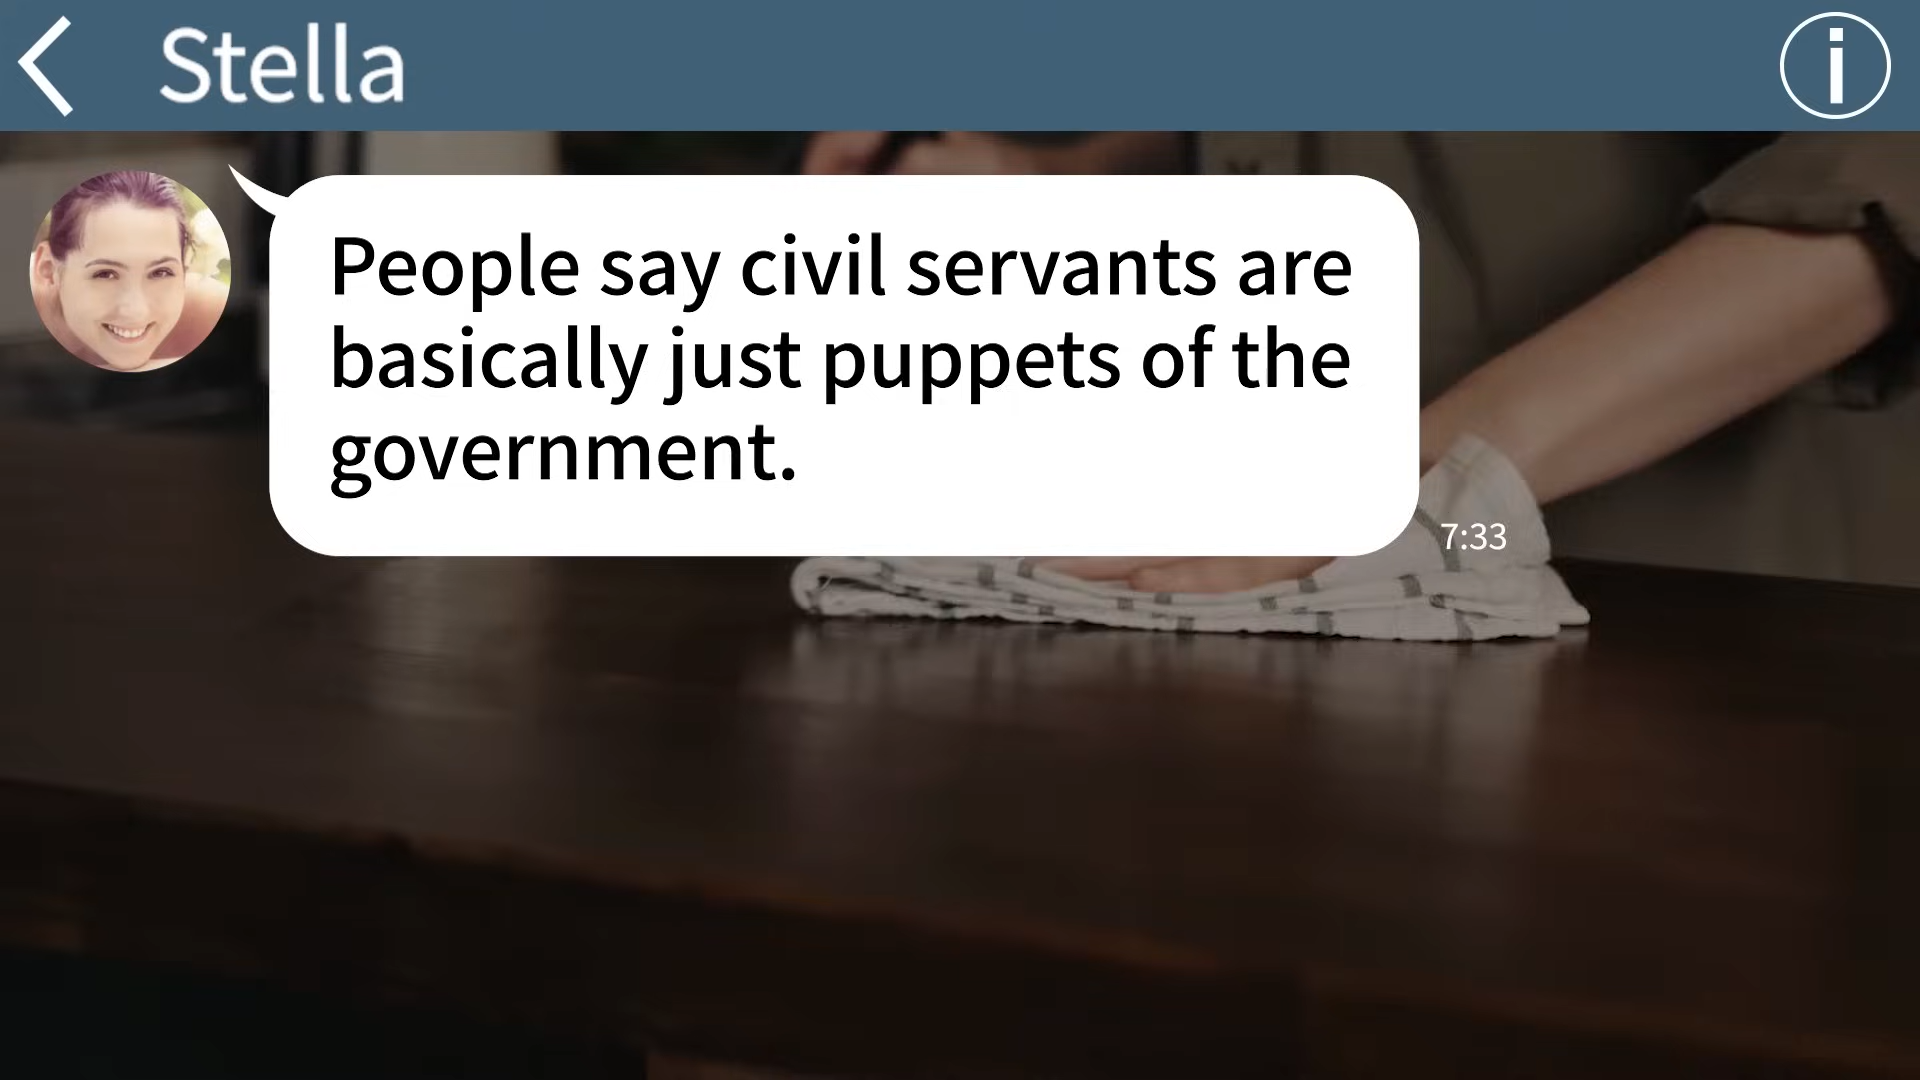 Stella
People say civil servants are
basically just puppets of the
government.
7:33